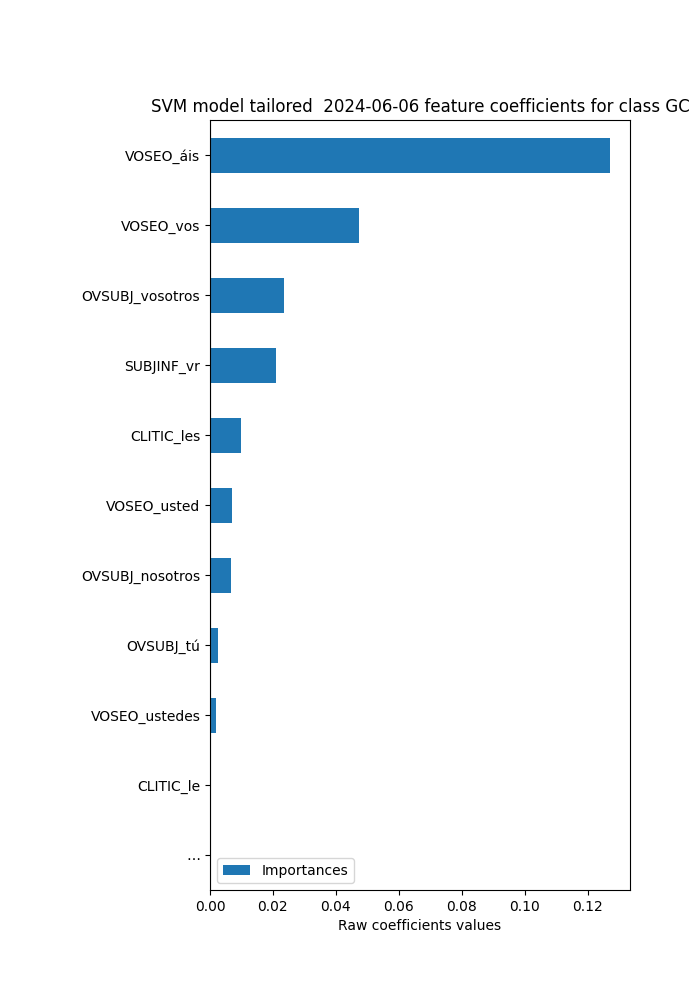 SVM model tailored  2024-06-06 feature coefficients for class GC
VOSEO_áis
VOSEO_vos
OVSUBJ_vosotros
SUBJINF_vr
CLITIC_les
VOSEO_usted
OVSUBJ_nosotros
OVSUBJ_tú
VOSEO_ustedes
CLITIC_le
...
Importances
0.00 0.02 0.04 0.06 0.08 0.10 0.12
Raw coefficients values